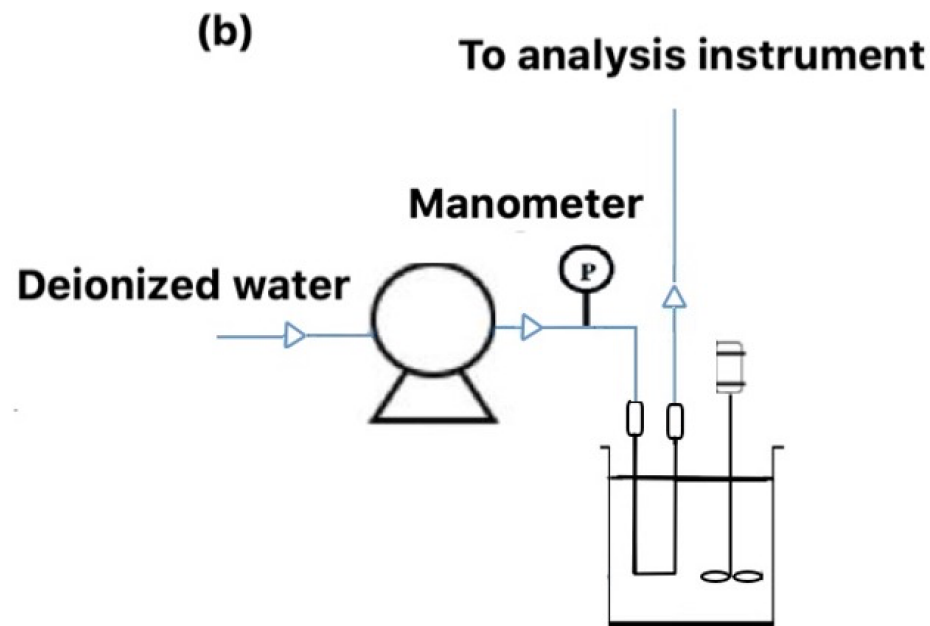 (b)
To analysis instrument
Manometer
P
Deionized water